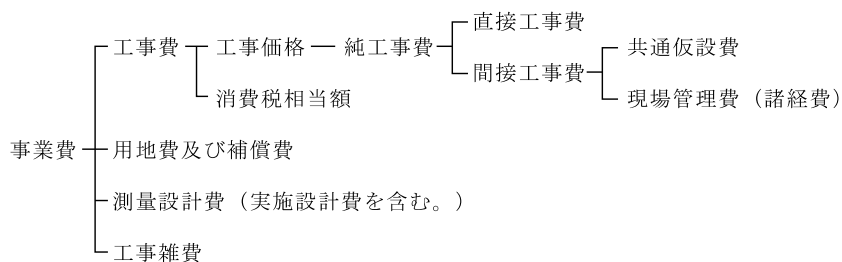 直接工事費
工事費 工事価格 純工事費
共通仮設費
間接工事費
消費税相当額
現場管理費（諸経費）
事業費
用地費及び補償費
測量設計費（実施設計費を含む。）
工事雑費